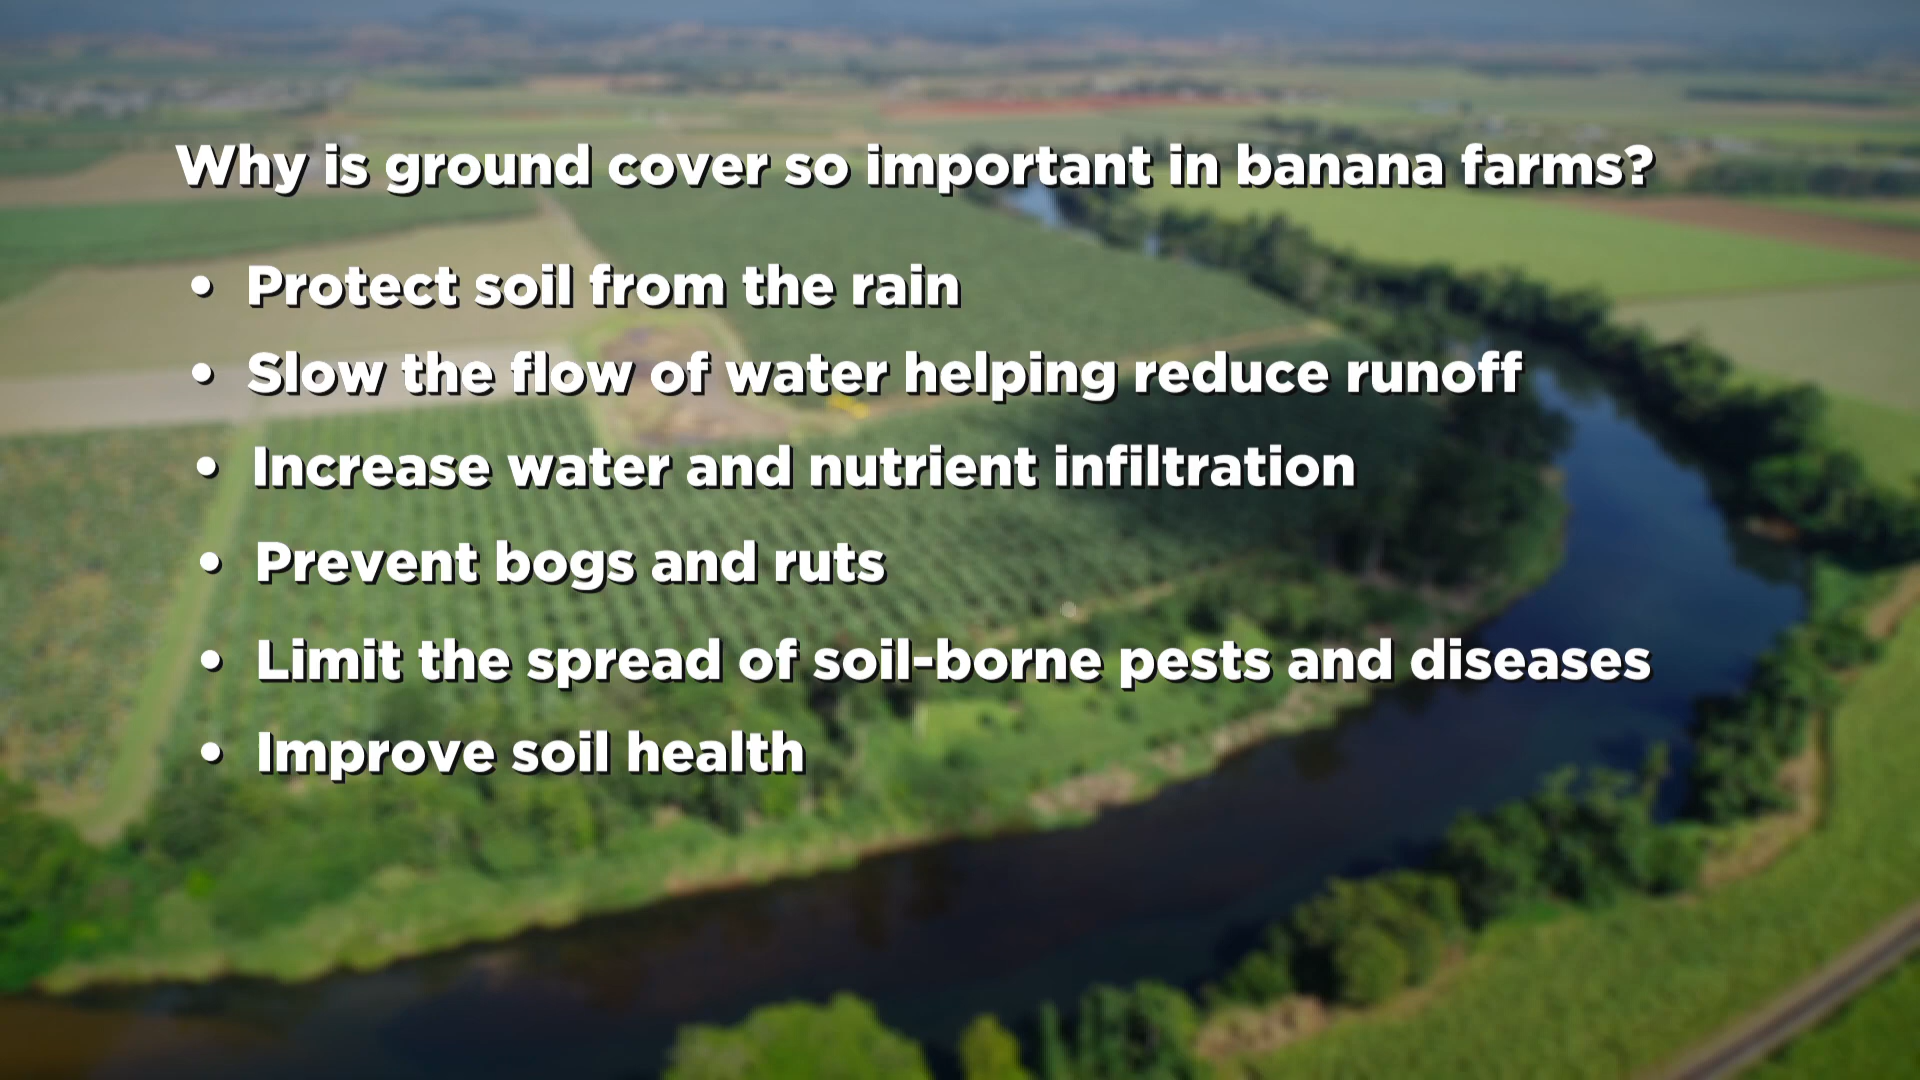 Why is ground cover so important in banana farms?
• Protect soil from the rain
• Slow the flow of water helping reduce runoff
• Increase water and nutrient infiltration
• Prevent bogs and ruts
• Limit the spread of soil-borne pests and diseases
• Improve soil health